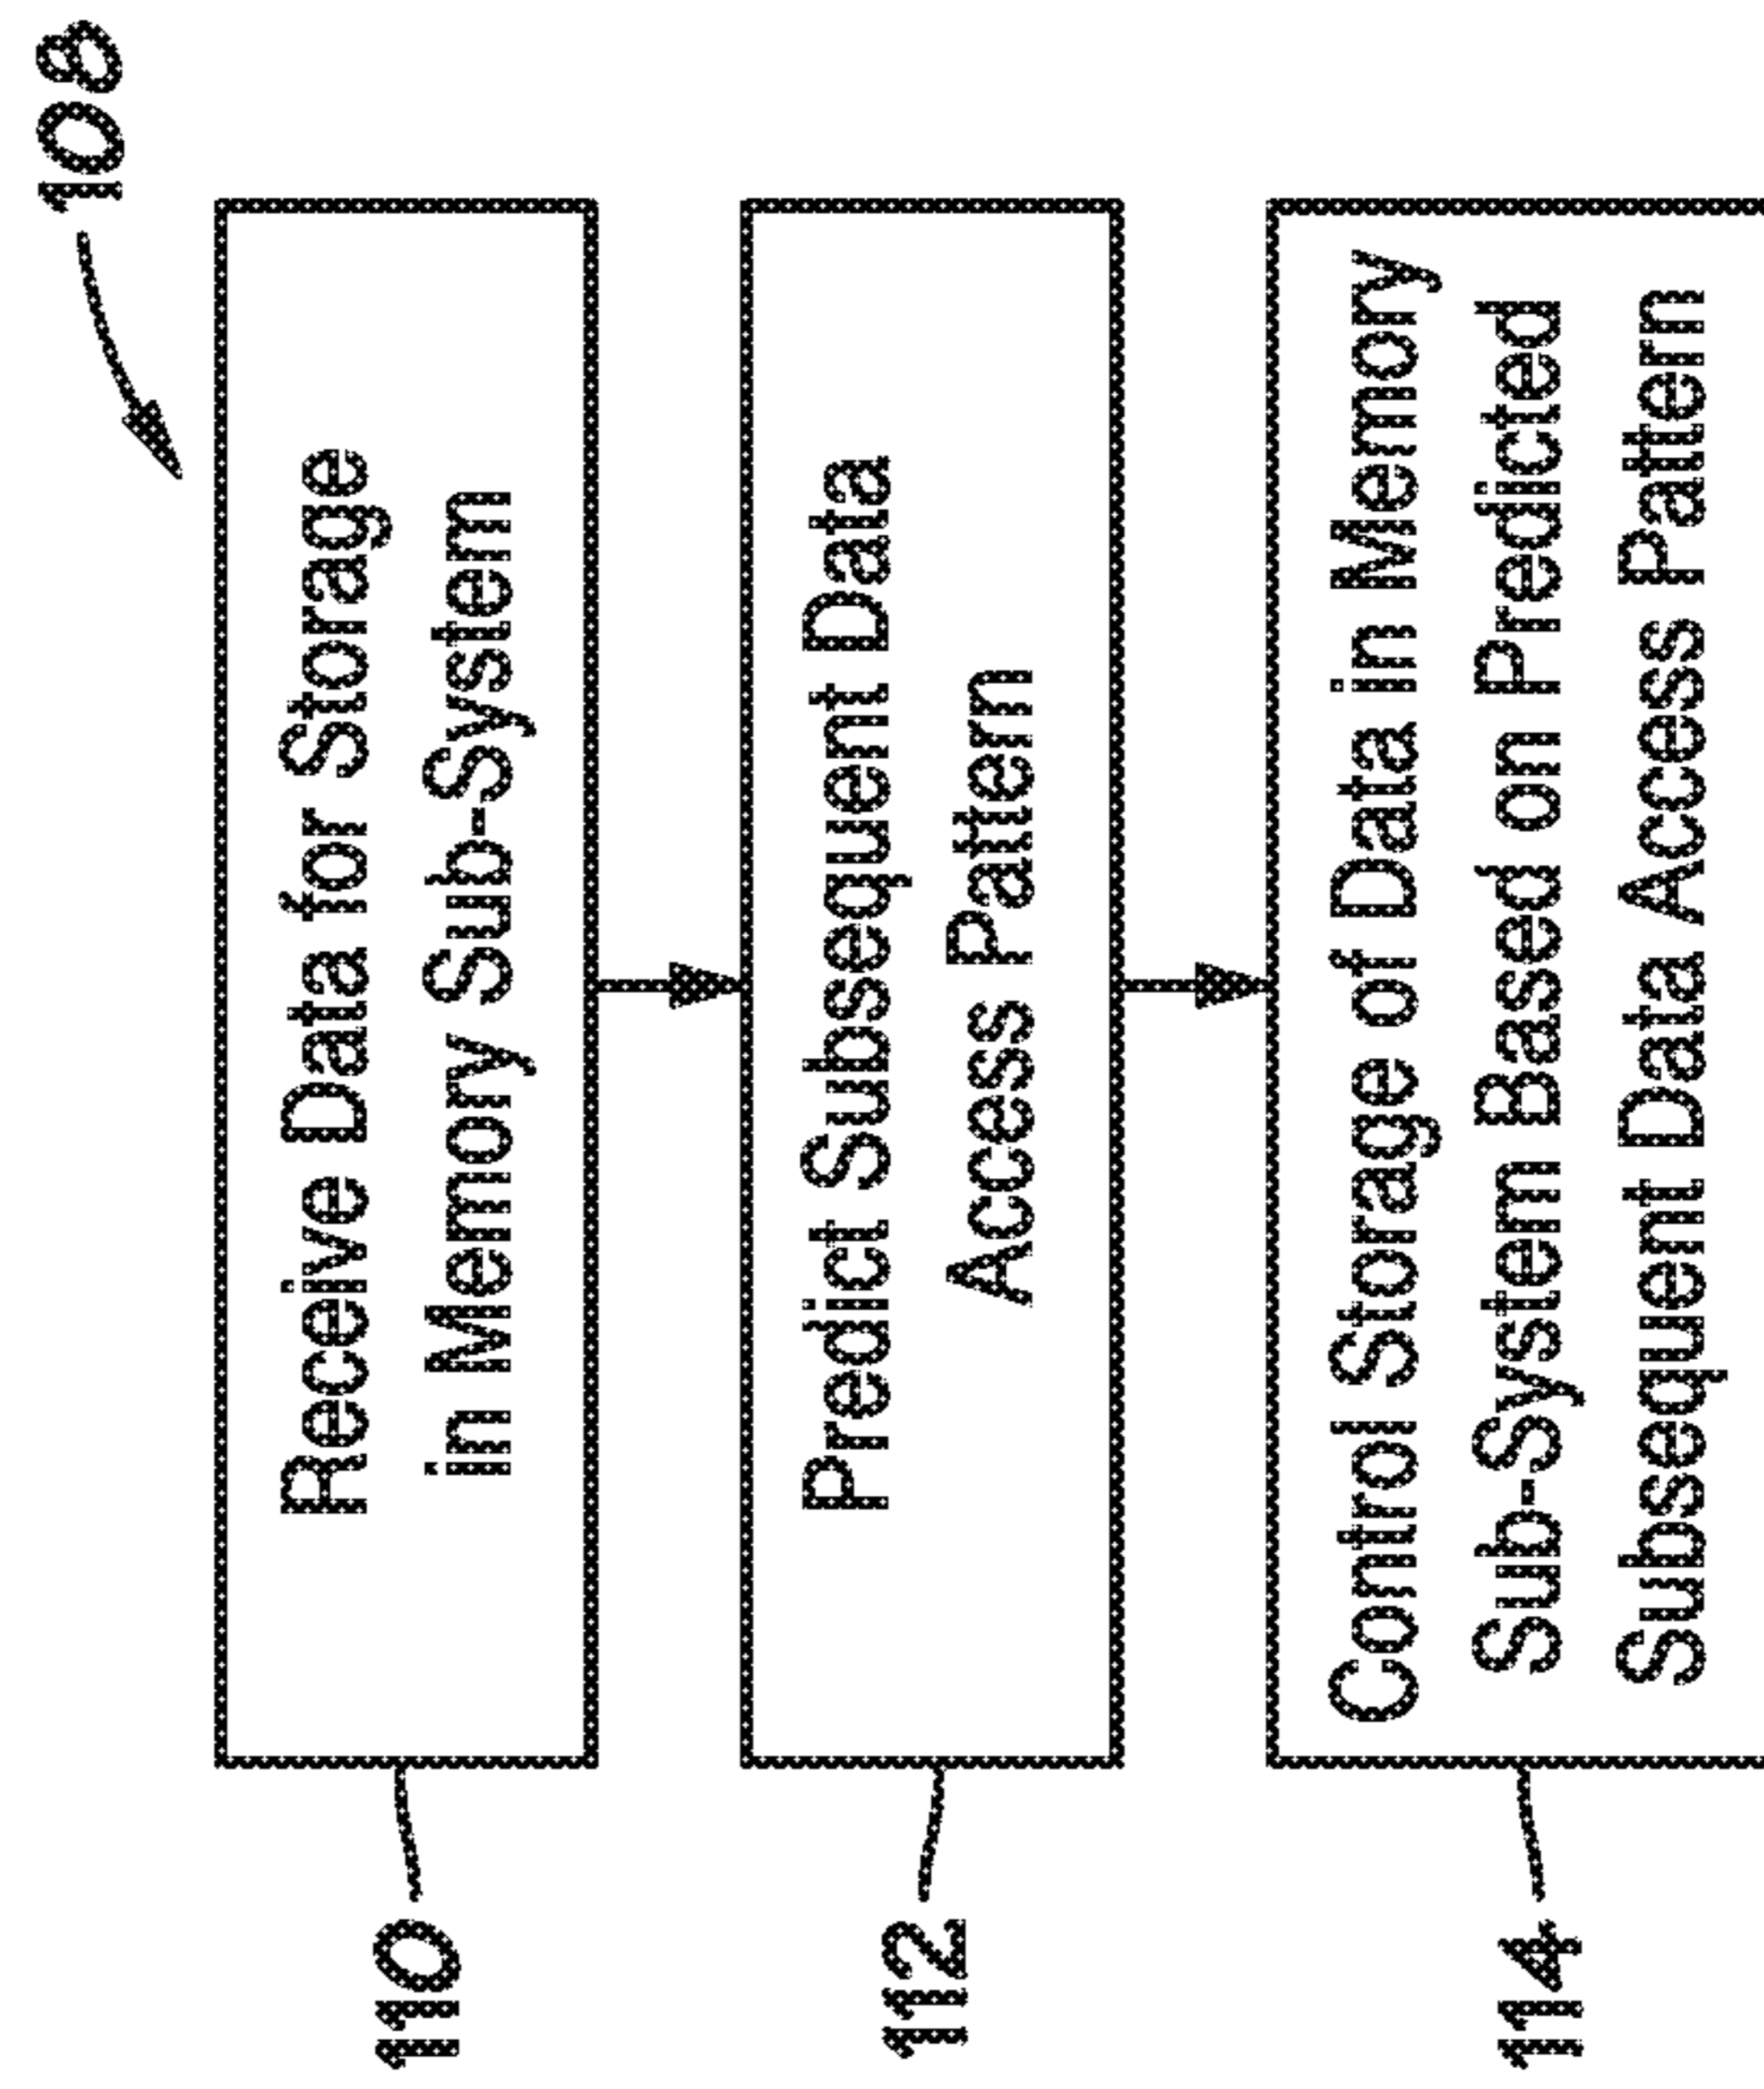 108
110
Receive Data for Storage
in Memory Sub-System
112
Predict Subsequent Data
Access Pattern
114
Control Storage of Data in Memory
Sub-System Based on Predicted
Subsequent Data Access Pattern